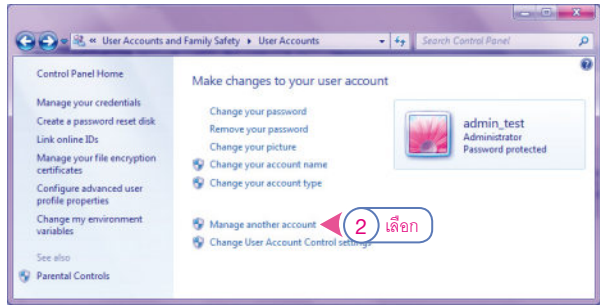 « User Accounts and Family Safety ▸ User Accounts
Search Control Panel
Control Panel Home
Manage your credentials
Create a password reset disk
Link online IDs
Manage your file encryption
certificates
Configure advanced user
profile properties
Change my environment
variables
See also
Parental Controls
Make changes to your user account
Change your password
Remove your password
Change your picture
Change your account name
Change your account type
Manage another account
2 เลือก
Change User Account Control settings
admin_test
Administrator
Password protected